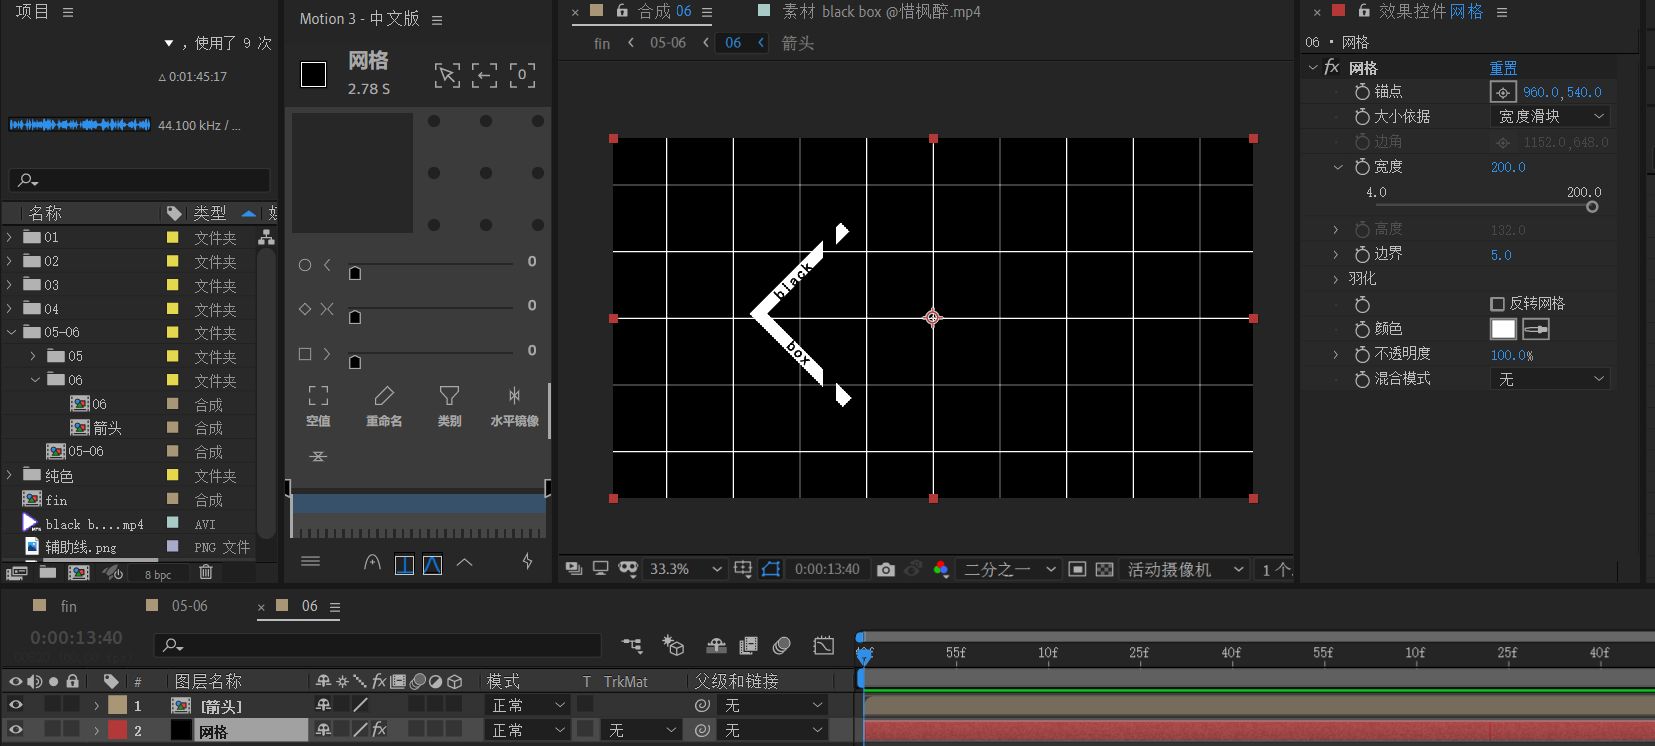 项目
，使用了 9 次
△ 0:01:45:17
44.100 kHz / ...
名称 类型
01 文件夹
02 文件夹
03 文件夹
04 文件夹
05-06 文件夹
05 文件夹
06 文件夹
06 合成
箭头 合成
05-06 合成
纯色 文件夹
fin 合成
black b....mp4 AVI
辅助线.png PNG 文件
8 bpc
Motion 3 - 中文版
网格
2.78 S
0
0
0
0
空值 重命名 类别 水平镜像
× 合成 06 素材 black box @惜枫醉.mp4
fin 05-06 06 箭头
black
box
33.3% 0:00:13:40 二分之一 活动摄像机 1 个
× 效果控件 网格
06 · 网格
fx 网格 重置
锚点 960.0,540.0
大小依据 宽度滑块
边角 1152.0,648.0
宽度 200.0
4.0 200.0
高度 132.0
边界 5.0
羽化
反转网格
颜色
不透明度 100.0%
混合模式 无
fin 05-06 × 06
0:00:13:40
55f 10f 25f 40f 55f 10f 25f 40f
# 图层名称 fx 模式 T TrkMat 父级和链接
1 [箭头] 正常 无
2 网格 fx 正常 无 无